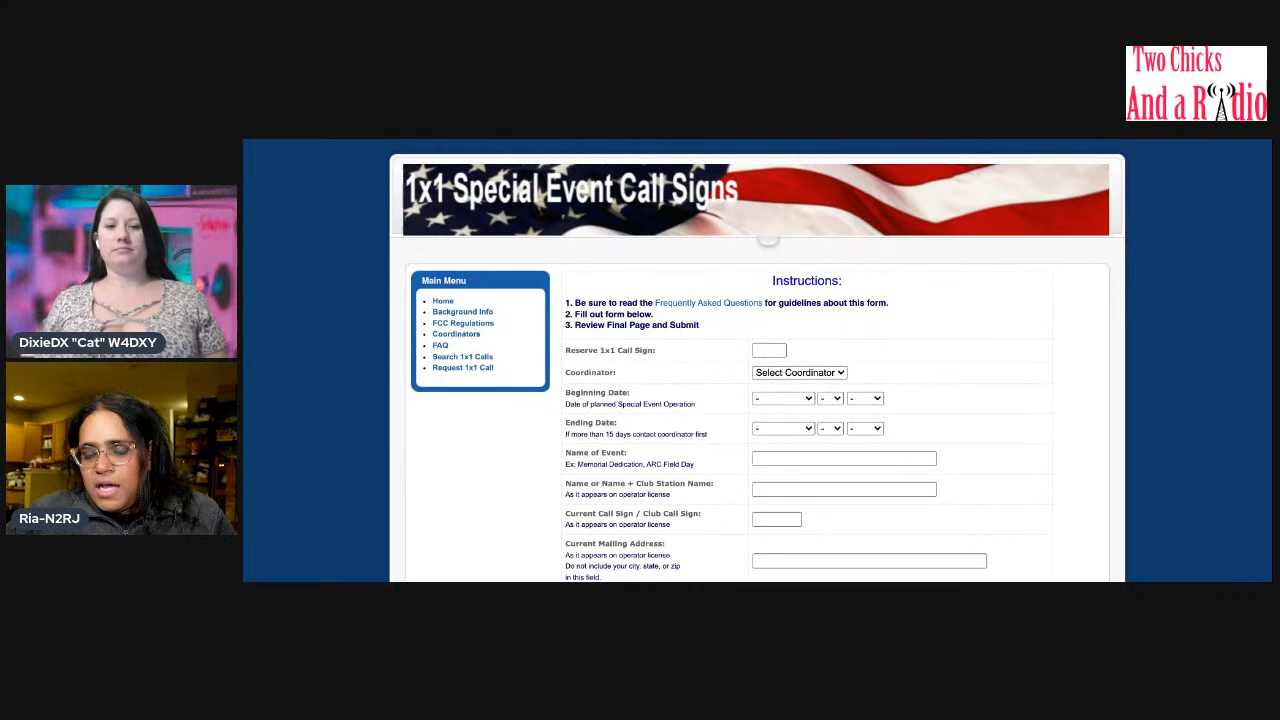 Two Chicks
And a Radio
1x1 Special Event Call Signs
Main Menu
Home
Background Info
FCC Regulations
Coordinators
FAQ
Search 1x1 Calls
Request 1x1 Call
Instructions:
1. Be sure to read the Frequently Asked Questions for guidelines about this form.
2. Fill out form below.
3. Review Final Page and Submit
Reserve 1x1 Call Sign:
Coordinator: Select Coordinator
Beginning Date:
Date of planned Special Event Operation
- - -
Ending Date:
If more than 15 days contact coordinator first
- - -
Name of Event:
Ex: Memorial Dedication, ARC Field Day
Name or Name + Club Station Name:
As it appears on operator license
Current Call Sign / Club Call Sign:
As it appears on operator license
Current Mailing Address:
As it appears on operator license
Do not include your city, state, or zip
in this field.
DixieDX "Cat" W4DXY
Ria-N2RJ